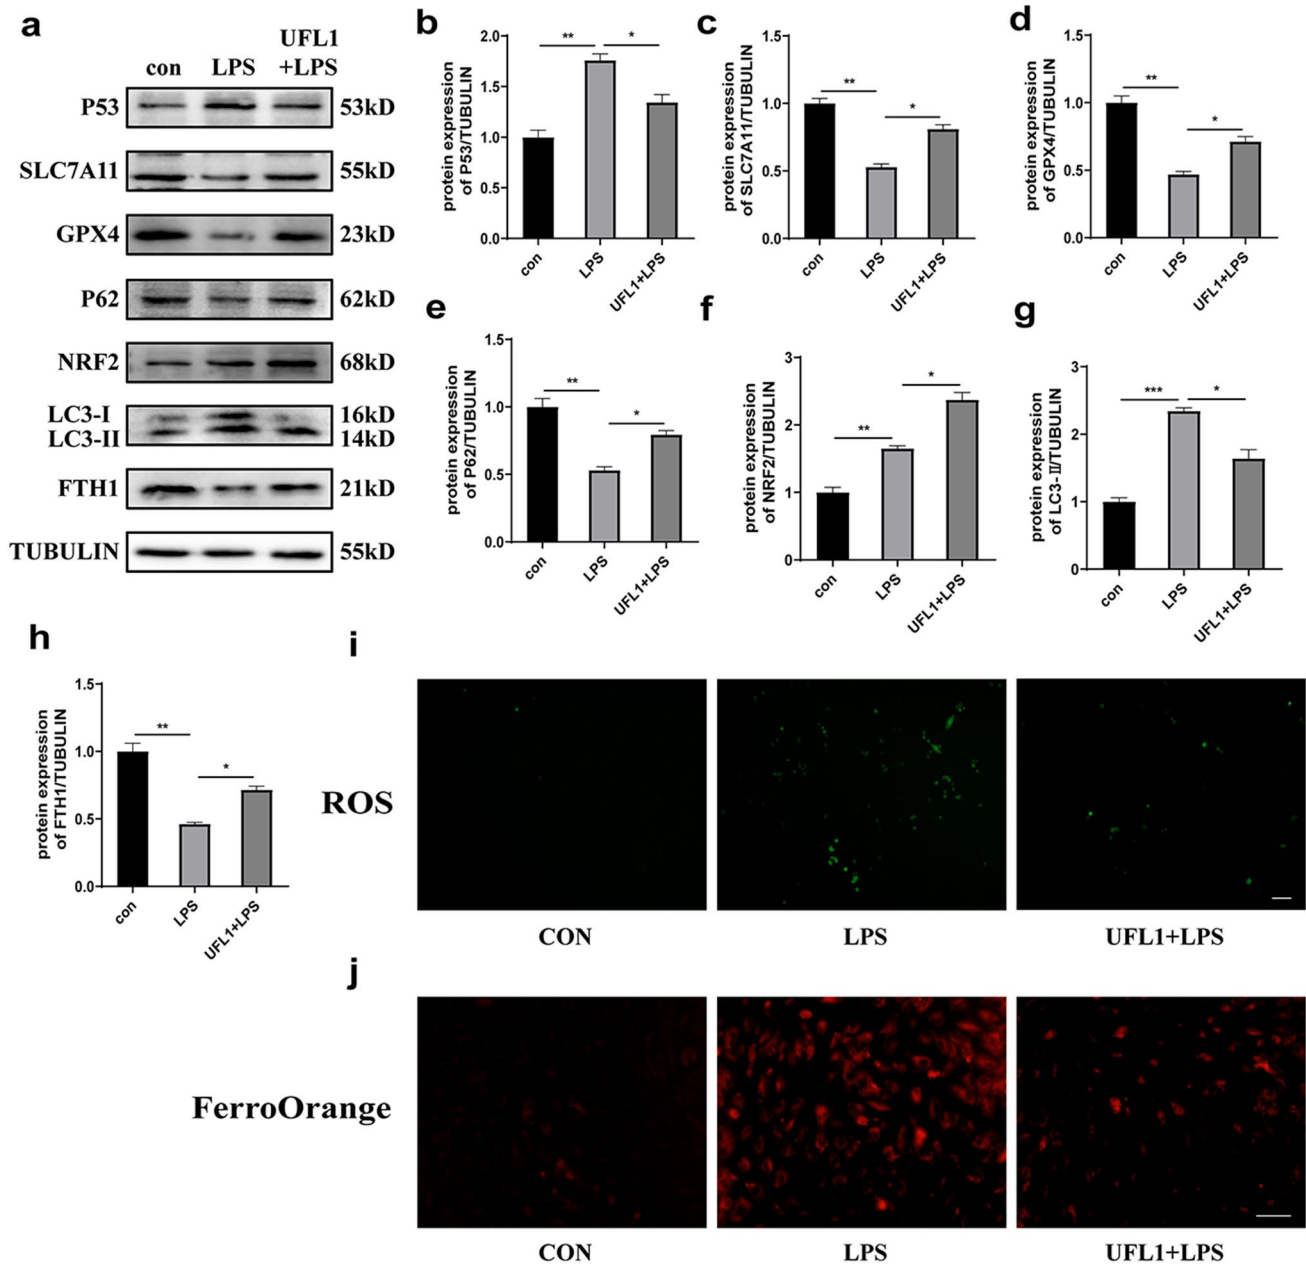 a
con
LPS
UFL1
+LPS
P53
53kD
SLC7A11
55kD
GPX4
23kD
P62
62kD
NRF2
68kD
LC3-I
16kD
LC3-II
14kD
FTH1
21kD
TUBULIN
55kD
b
protein expression
of P53/TUBULIN
2.0
1.5
1.0
0.5
0.0
**
*
con
LPS
UFL1+LPS
c
protein expression
of SLC7A11/TUBULIN
1.5
1.0
0.5
0.0
**
*
con
LPS
UFL1+LPS
d
protein expression
of GPX4/TUBULIN
1.5
1.0
0.5
0.0
**
*
con
LPS
UFL1+LPS
e
protein expression
of P62/TUBULIN
1.5
1.0
0.5
0.0
**
*
con
LPS
UFL1+LPS
f
protein expression
of NRF2/TUBULIN
3
2
1
0
**
*
con
LPS
UFL1+LPS
g
protein expression
of LC3-Ⅱ/TUBULIN
3
2
1
0
***
*
con
LPS
UFL1+LPS
h
protein expression
of FTH1/TUBULIN
1.5
1.0
0.5
0.0
**
*
con
LPS
UFL1+LPS
i
ROS
CON
LPS
UFL1+LPS
j
FerroOrange
CON
LPS
UFL1+LPS